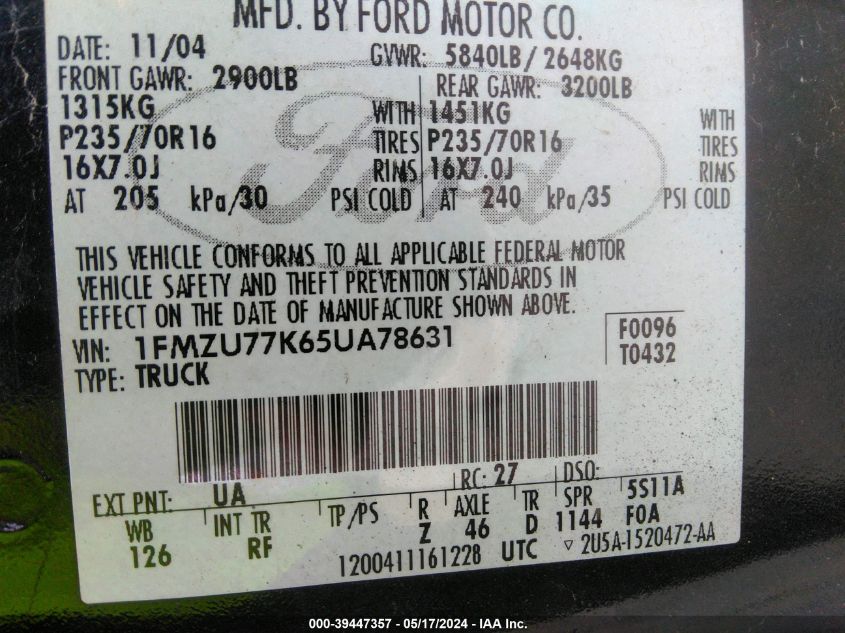 MFD. BY FORD MOTOR CO.
DATE: 11/04 GVWR: 5840LB / 2648KG
FRONT GAWR: 2900LB REAR GAWR: 3200LB
1315KG WITH 1451KG WITH
P235/70R16 TIRES P235/70R16 TIRES
16X7.0J RIMS 16X7.0J RIMS
AT 205 kPa/30 PSI COLD AT 240 kPa/35 PSI COLD
Ford
THIS VEHICLE CONFORMS TO ALL APPLICABLE FEDERAL MOTOR
VEHICLE SAFETY AND THEFT PREVENTION STANDARDS IN
EFFECT ON THE DATE OF MANUFACTURE SHOWN ABOVE.
VIN: 1FMZU77K65UA78631 F0096
TYPE: TRUCK T0432
EXT PNT: UA RC: 27 DSO:
WB INT TR TP/PS R AXLE TR SPR 5S11A
126 RF Z 46 D 1144 F0A
1200411161228 UTC ▽ 2U5A-1520472-AA
000-39447357 - 05/17/2024 - IAA Inc.